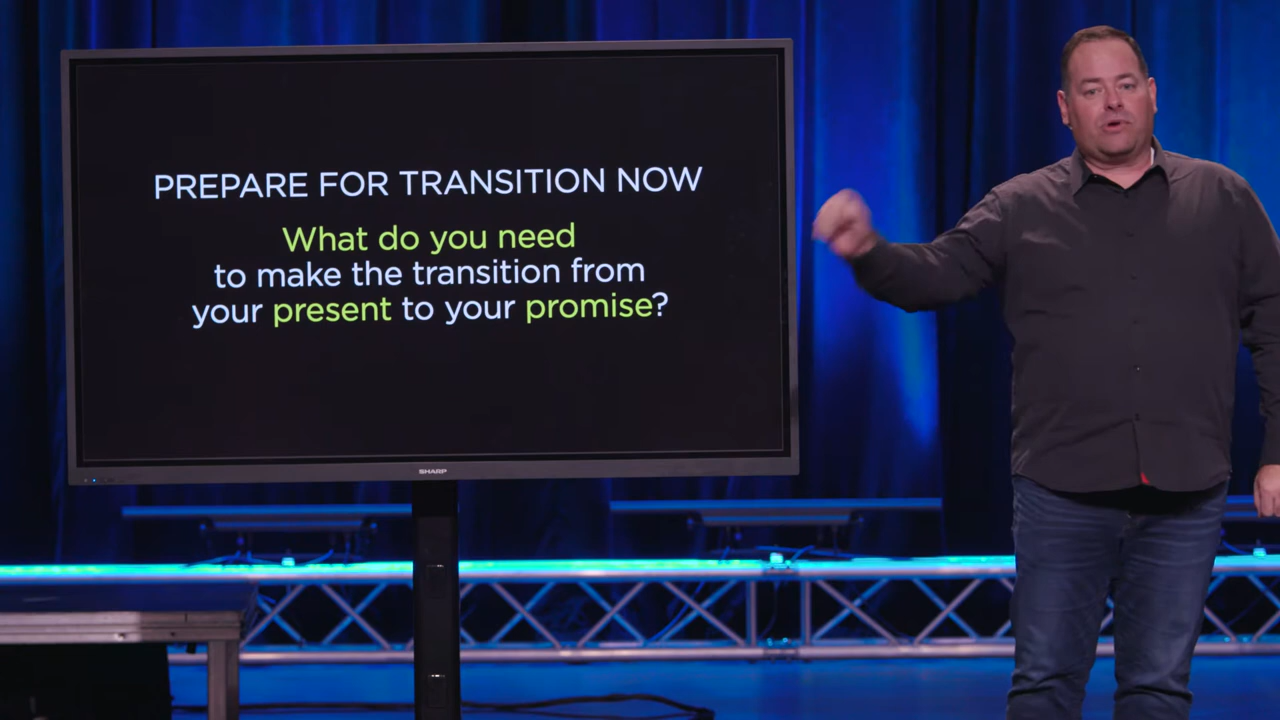 PREPARE FOR TRANSITION NOW
What do you need
to make the transition from
your present to your promise?
SHARP